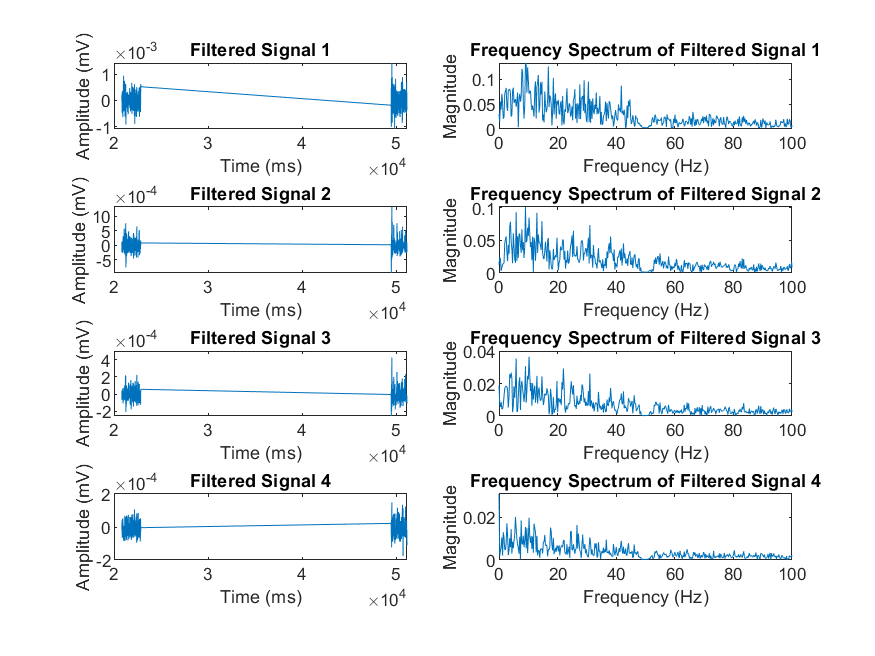 Filtered Signal 1
×10-3
Amplitude (mV)
1
0
-1
2 3 4 5
Time (ms)
×104
Frequency Spectrum of Filtered Signal 1
Magnitude
0.1
0.05
0
0 20 40 60 80 100
Frequency (Hz)
Filtered Signal 2
×10-4
Amplitude (mV)
10
5
0
-5
2 3 4 5
Time (ms)
×104
Frequency Spectrum of Filtered Signal 2
Magnitude
0.1
0.05
0
0 20 40 60 80 100
Frequency (Hz)
Filtered Signal 3
×10-4
Amplitude (mV)
4
2
0
-2
2 3 4 5
Time (ms)
×104
Frequency Spectrum of Filtered Signal 3
Magnitude
0.04
0.02
0
0 20 40 60 80 100
Frequency (Hz)
Filtered Signal 4
×10-4
Amplitude (mV)
2
0
-2
2 3 4 5
Time (ms)
×104
Frequency Spectrum of Filtered Signal 4
Magnitude
0.02
0
0 20 40 60 80 100
Frequency (Hz)